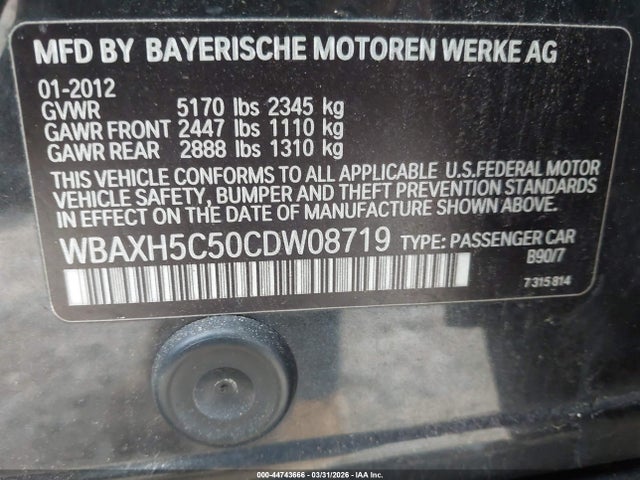 MFD BY BAYERISCHE MOTOREN WERKE AG
01-2012
GVWR 5170 lbs 2345 kg
GAWR FRONT 2447 lbs 1110 kg
GAWR REAR 2888 lbs 1310 kg
THIS VEHICLE CONFORMS TO ALL APPLICABLE U.S.FEDERAL MOTOR
VEHICLE SAFETY, BUMPER AND THEFT PREVENTION STANDARDS
IN EFFECT ON THE DATE OF MANUFACTURE SHOWN ABOVE.
WBAXH5C50CDW08719 TYPE: PASSENGER CAR
B90/7
7315814
000-44743666 - 03/31/2026 - IAAI.COM